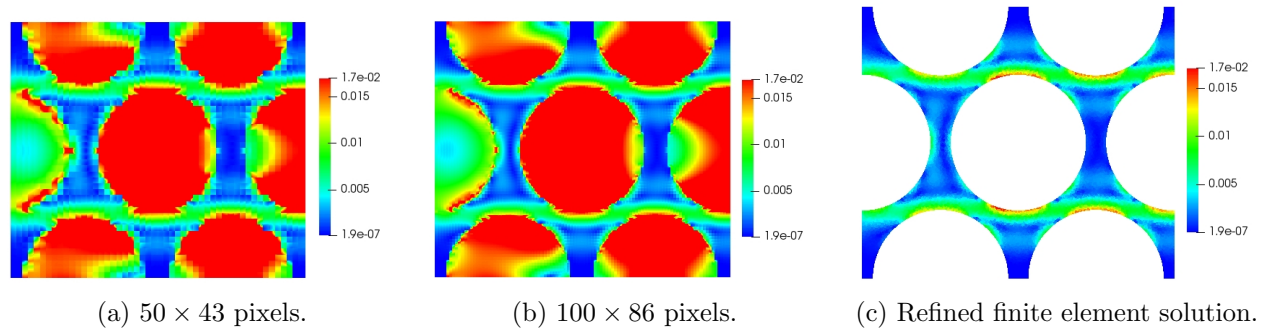 1.7e-02
0.015
0.01
0.005
1.9e-07
1.7e-02
0.015
0.01
0.005
1.9e-07
1.7e-02
0.015
0.01
0.005
1.9e-07
(a) 50 × 43 pixels.
(b) 100 × 86 pixels.
(c) Refined finite element solution.